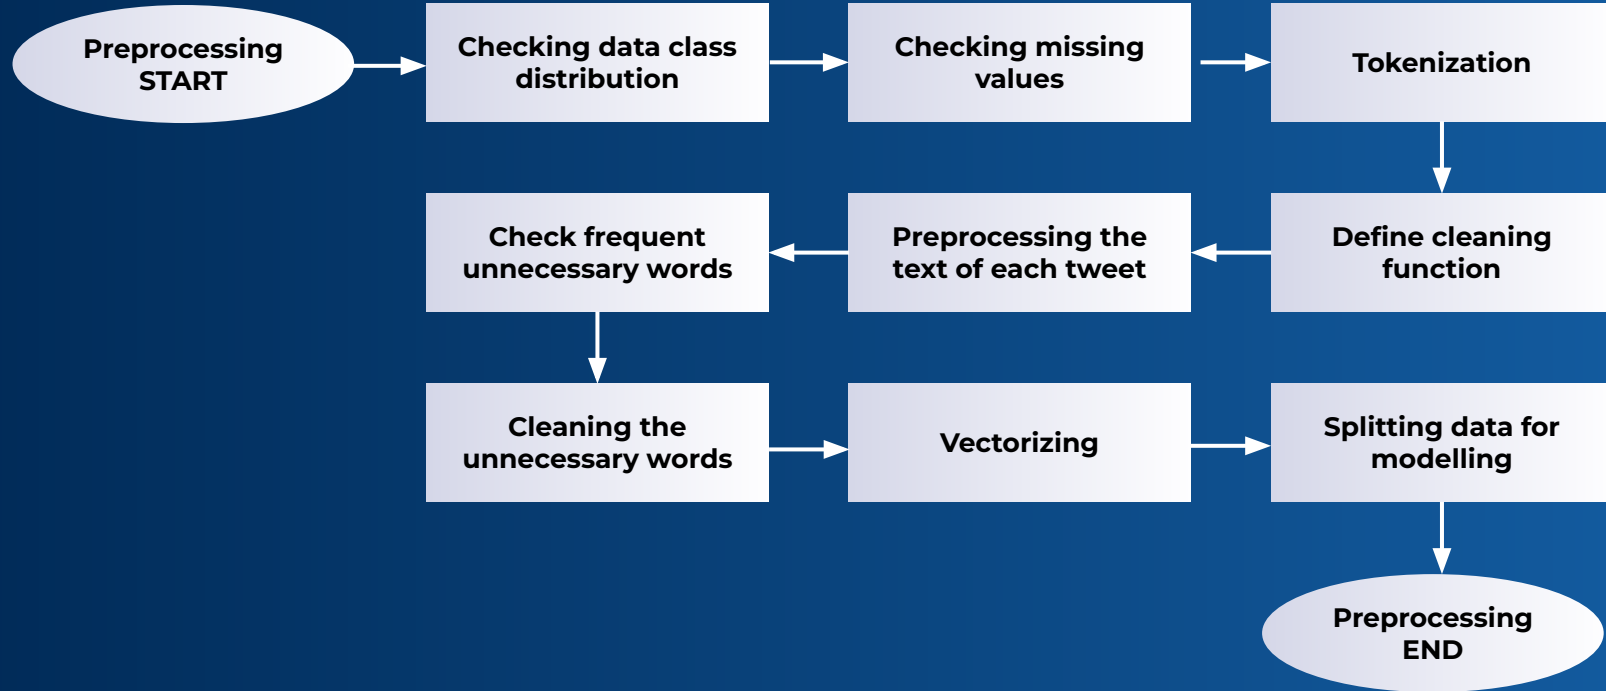 Preprocessing
START
Checking data class
distribution
Checking missing
values
Tokenization
Define cleaning
function
Preprocessing the
text of each tweet
Check frequent
unnecessary words
Cleaning the
unnecessary words
Vectorizing
Splitting data for
modelling
Preprocessing
END